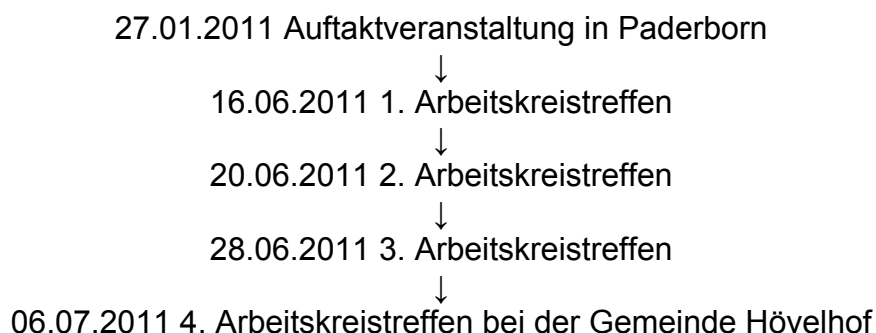 27.01.2011 Auftaktveranstaltung in Paderborn
↓
16.06.2011 1. Arbeitskreistreffen
↓
20.06.2011 2. Arbeitskreistreffen
↓
28.06.2011 3. Arbeitskreistreffen
↓
06.07.2011 4. Arbeitskreistreffen bei der Gemeinde Hövelhof